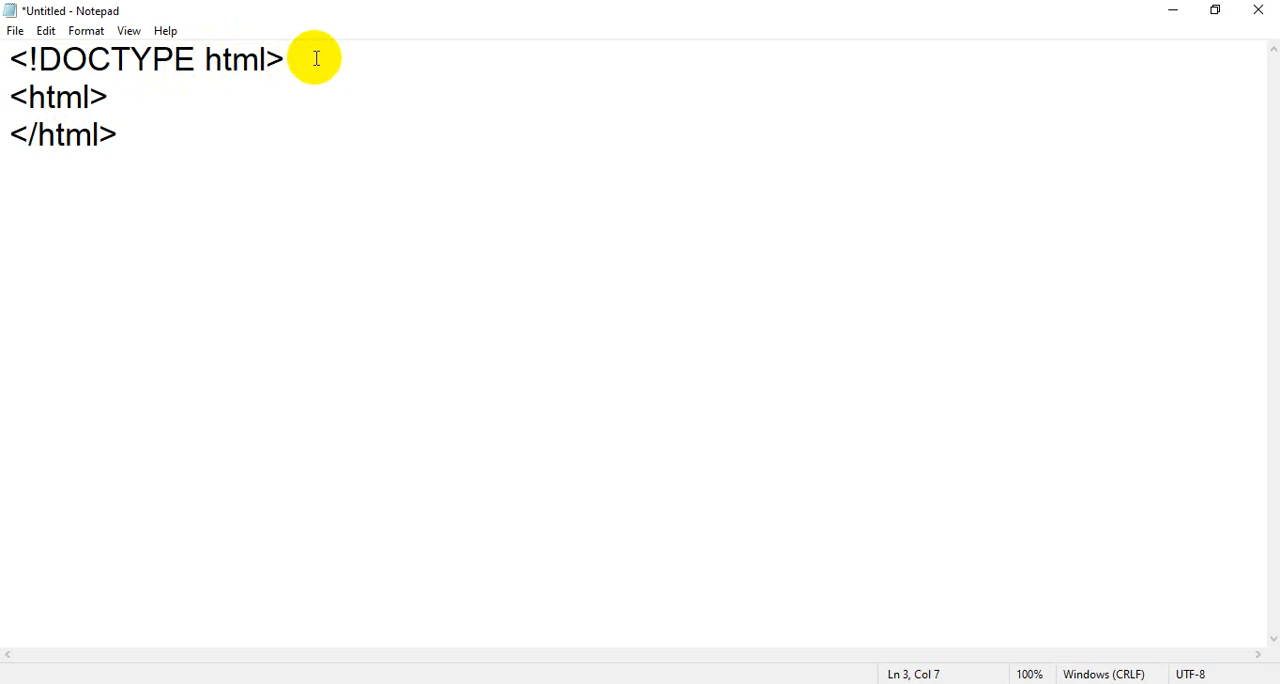 *Untitled - Notepad
File Edit Format View Help
<!DOCTYPE html>
<html>
</html>
Ln 3, Col 7 100% Windows (CRLF) UTF-8